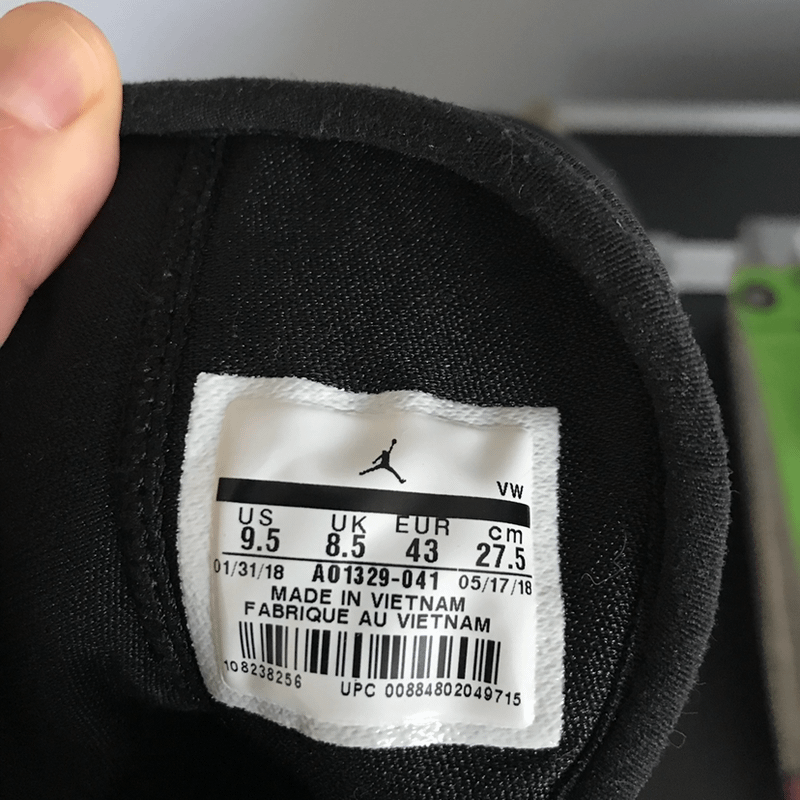 VW
US UK EUR cm
9.5 8.5 43 27.5
01/31/18 AO1329-041 05/17/18
MADE IN VIETNAM
FABRIQUE AU VIETNAM
108238256
UPC 00884802049715